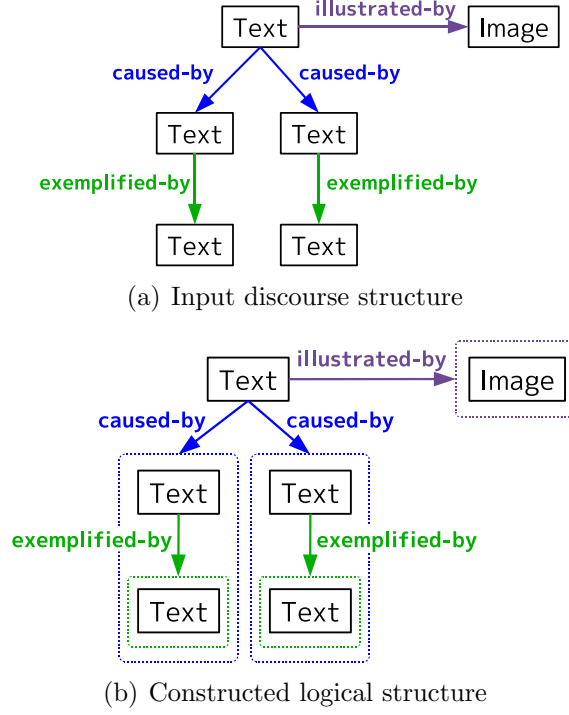 illustrated-by
Text Image
caused-by caused-by
Text Text
exemplified-by exemplified-by
Text Text
(a) Input discourse structure
illustrated-by
Text Image
caused-by caused-by
Text Text
exemplified-by exemplified-by
Text Text
(b) Constructed logical structure